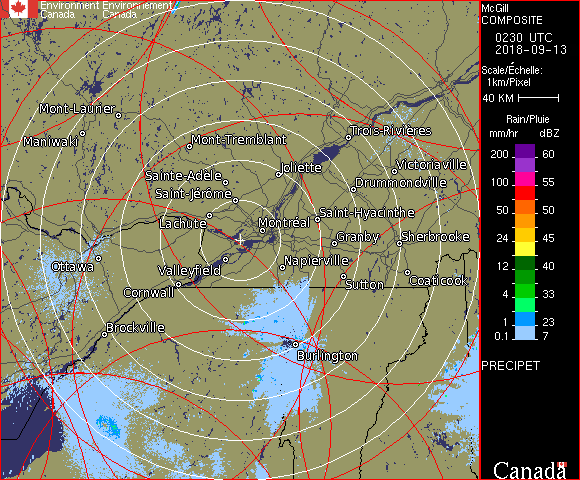 Environment Environnement
Canada Canada
McGill
COMPOSITE
0230 UTC
2018-09-13
Scale/Échelle:
1km/Pixel
40 KM
Rain/Pluie
mm/hr dBZ
200 60
100 55
50 50
24 45
12 40
4 33
1 23
0.1 7
PRECIPET
Canada
Mont-Laurier
Maniwaki
Mont-Tremblant
Trois-Rivières
Joliette
Victoriaville
Sainte-Adèle
Drummondville
Saint-Jérôme
Lachute
Saint-Hyacinthe
Montréal
Granby
Sherbrooke
Ottawa
Valleyfield
Napierville
Cornwall
Sutton
Coaticook
Brockville
Burlington